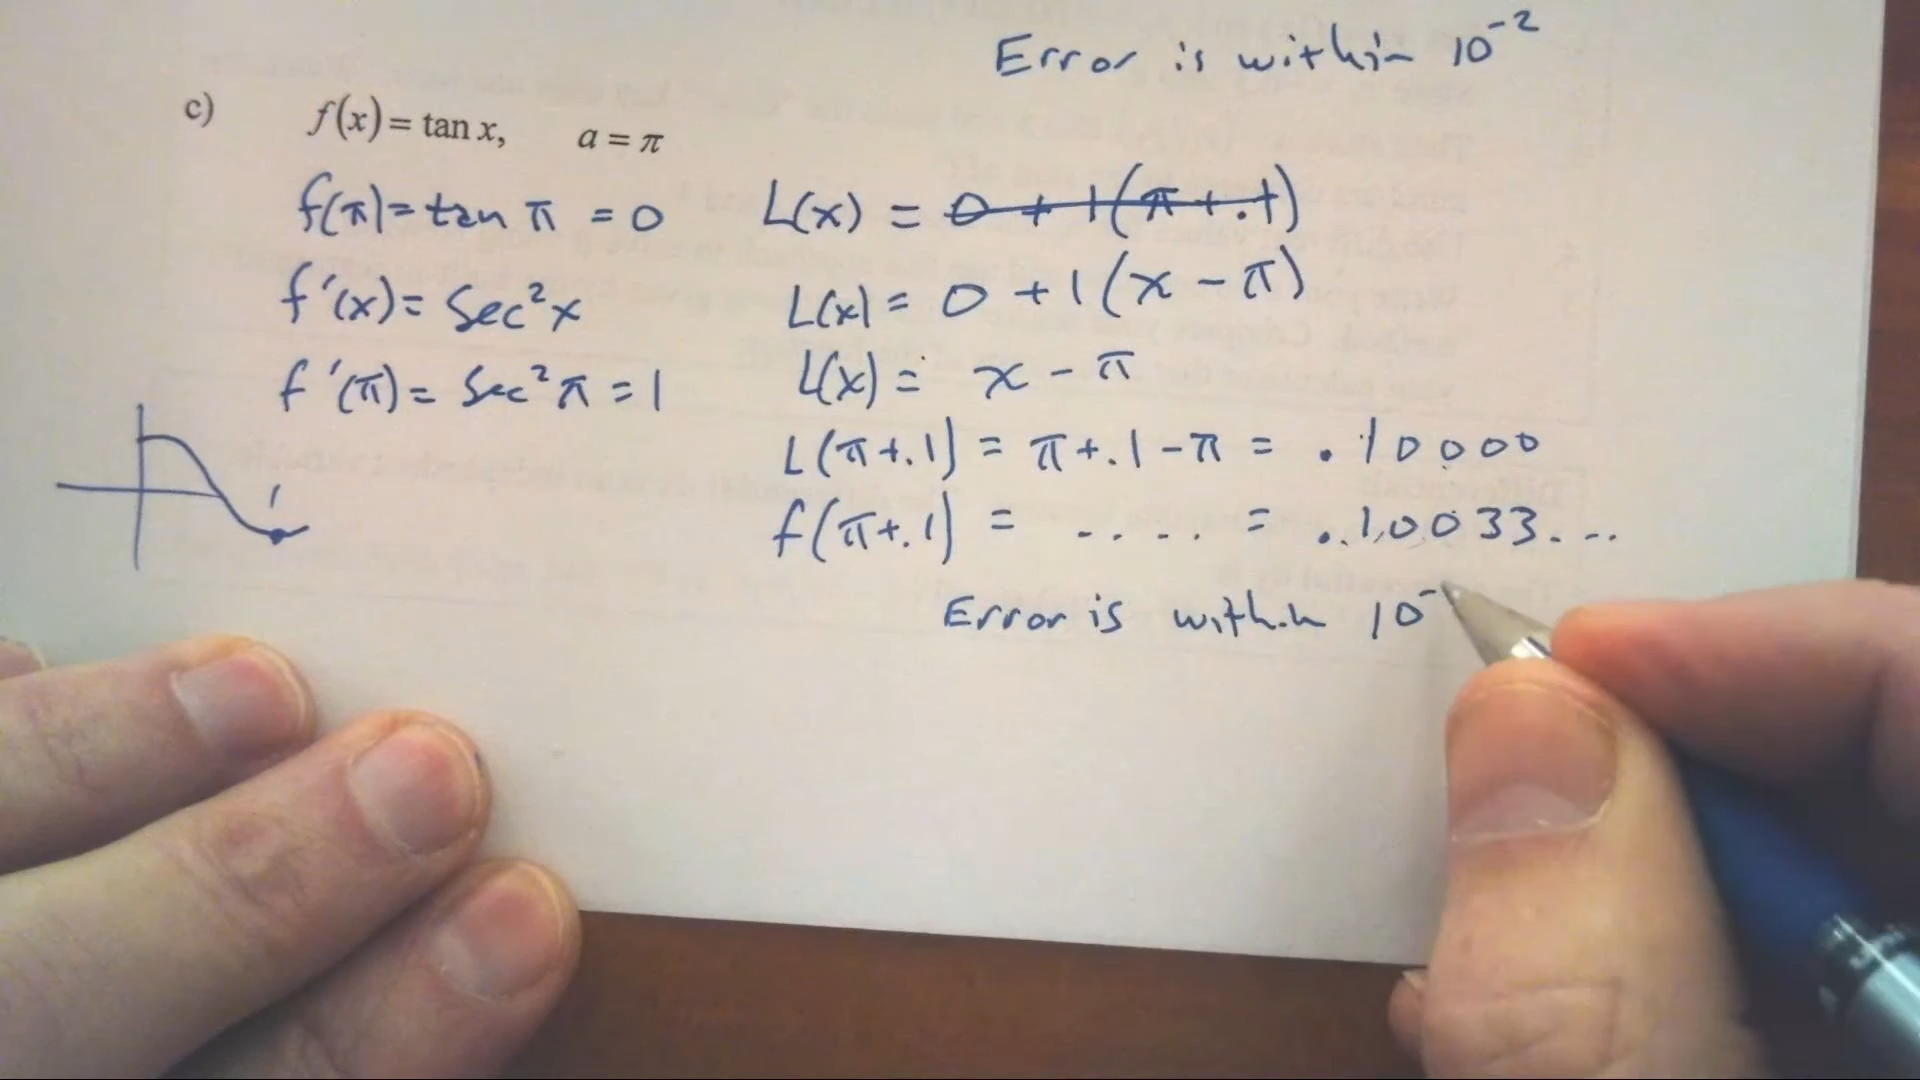 Error is within 10⁻²
c) f(x) = tan x, a = π
f(π) = tan π = 0
f'(x) = Sec²x
f'(π) = Sec²π = 1
L(x) = 0 + 1(π+.1)
L(x) = 0 + 1(x - π)
L(x) = x - π
L(π+.1) = π+.1-π = .10000
f(π+.1) = .... = .10033...
Error is within 10⁻